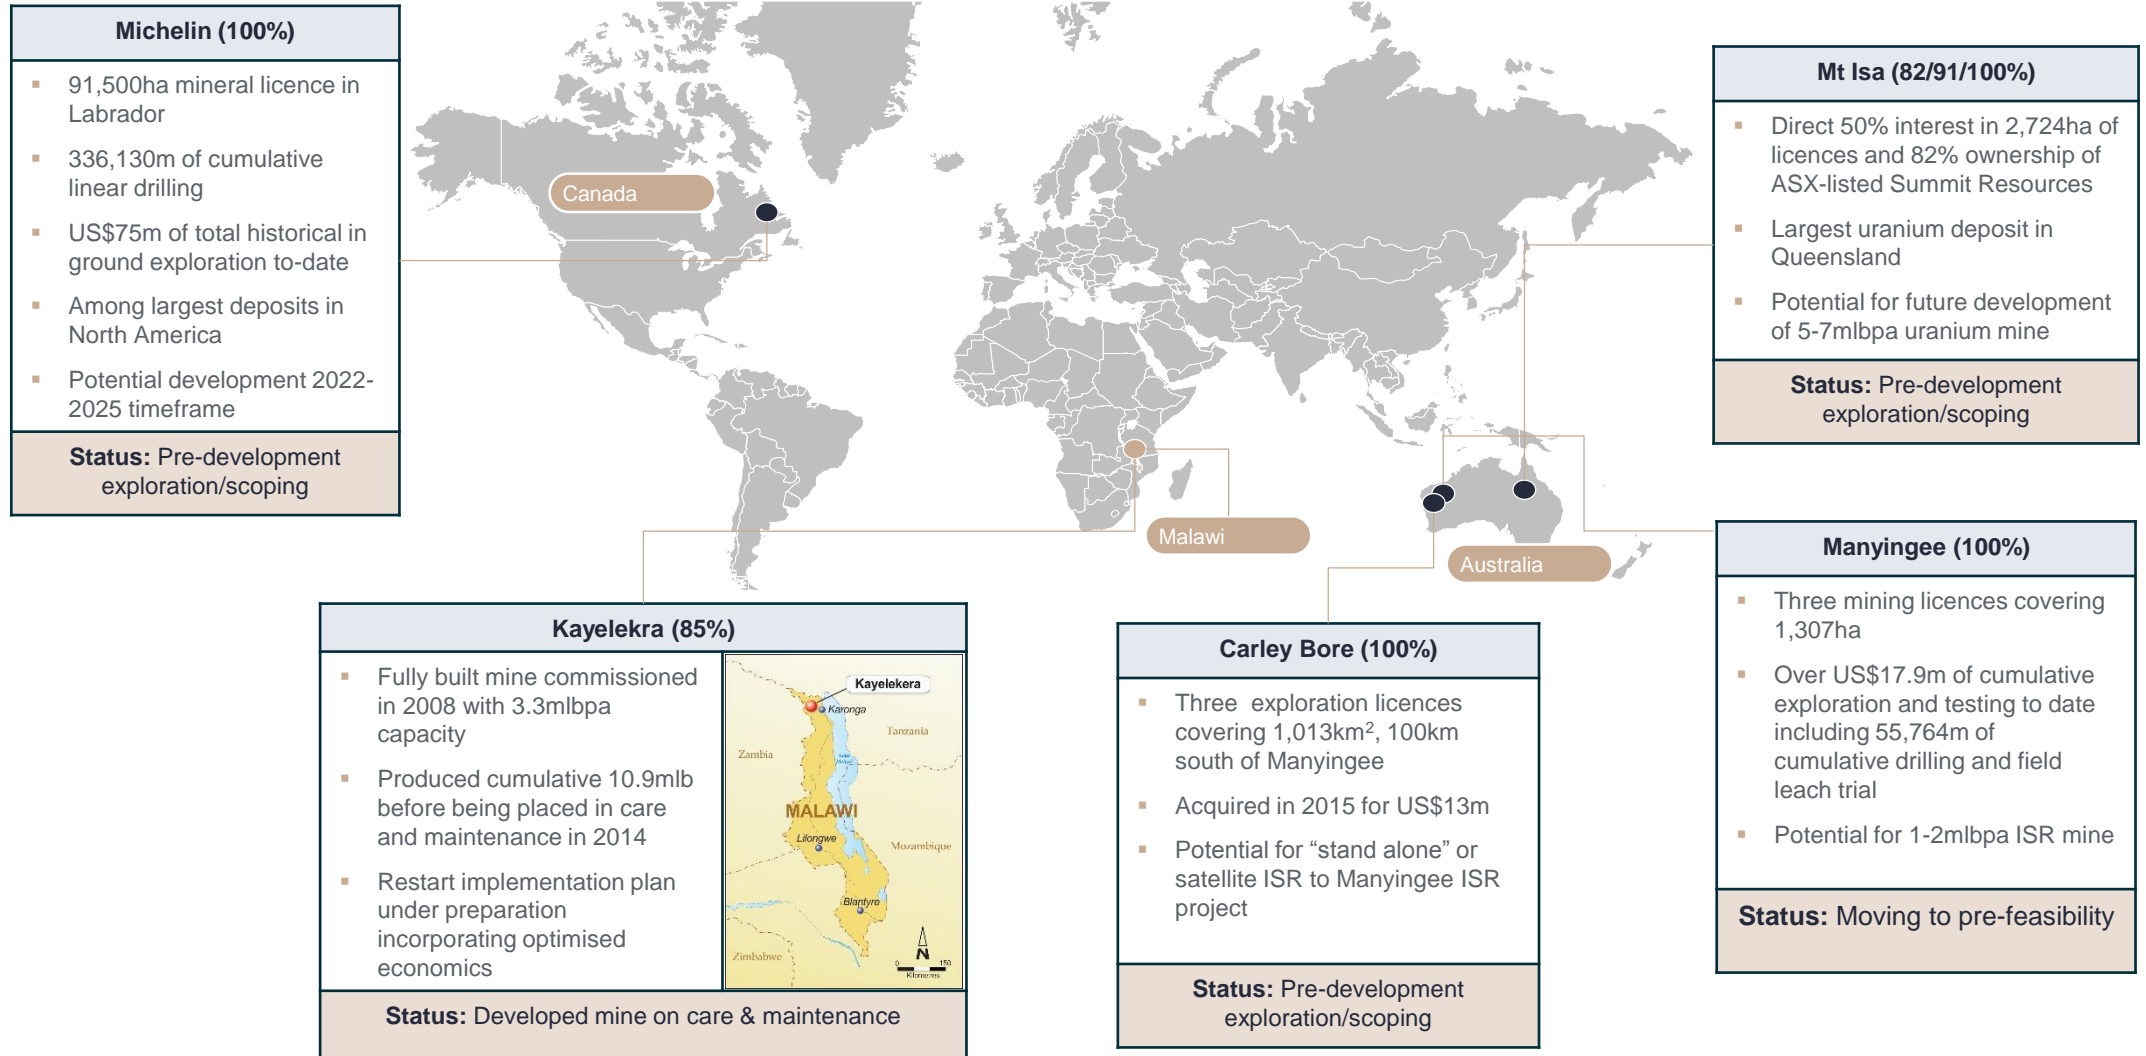 Michelin (100%)
▪ 91,500ha mineral licence in
Labrador
▪ 336,130m of cumulative
linear drilling
▪ US$75m of total historical in
ground exploration to-date
▪ Among largest deposits in
North America
▪ Potential development 2022-
2025 timeframe
Status: Pre-development
exploration/scoping
Canada
Malawi
Australia
Mt Isa (82/91/100%)
▪ Direct 50% interest in 2,724ha of
licences and 82% ownership of
ASX-listed Summit Resources
▪ Largest uranium deposit in
Queensland
▪ Potential for future development
of 5-7mlbpa uranium mine
Status: Pre-development
exploration/scoping
Kayelekra (85%)
▪ Fully built mine commissioned
in 2008 with 3.3mlbpa
capacity
▪ Produced cumulative 10.9mlb
before being placed in care
and maintenance in 2014
▪ Restart implementation plan
under preparation
incorporating optimised
economics
Kayelekera
Karonga
Tanzania
Zambia
MALAWI
Lilongwe
Mozambique
Blantyre
Zimbabwe
N
0 150
Kilometres
Status: Developed mine on care & maintenance
Carley Bore (100%)
▪ Three exploration licences
covering 1,013km², 100km
south of Manyingee
▪ Acquired in 2015 for US$13m
▪ Potential for “stand alone” or
satellite ISR to Manyingee ISR
project
Status: Pre-development
exploration/scoping
Manyingee (100%)
▪ Three mining licences covering
1,307ha
▪ Over US$17.9m of cumulative
exploration and testing to date
including 55,764m of
cumulative drilling and field
leach trial
▪ Potential for 1-2mlbpa ISR mine
Status: Moving to pre-feasibility